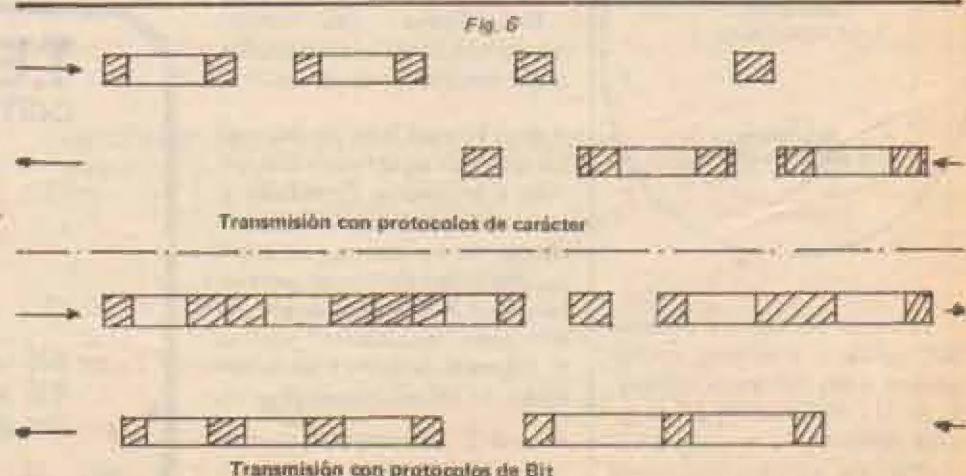 Fig. 6
Transmisión con protocolos de carácter
Transmisión con protocolos de Bit